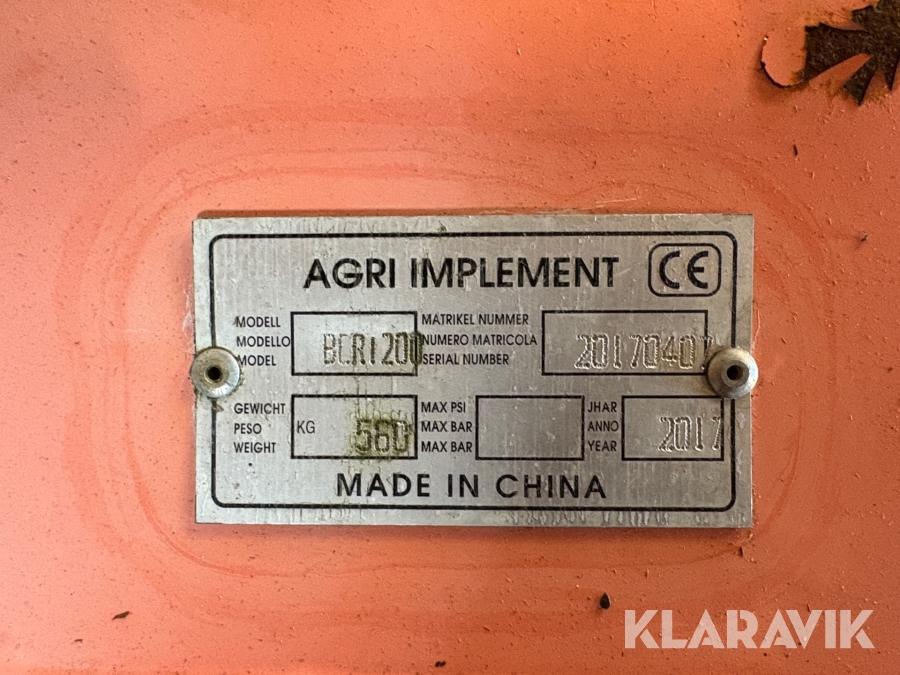 AGRI IMPLEMENT CE
MODELL
MODELLO
MODEL
BCR1200
MATRIKEL NUMMER
NUMERO MATRICOLA
SERIAL NUMBER
GEWICHT
PESO
WEIGHT
KG 560
MAX PSI
MAX BAR
MAX BAR
JHAR
ANNO
YEAR
2017
MADE IN CHINA
KLARAVIK